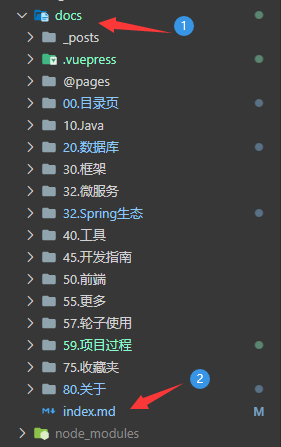 docs
1
_posts
.vuepress
@pages
00.目录页
10.Java
20.数据库
30.框架
32.微服务
32.Spring生态
40.工具
45.开发指南
50.前端
55.更多
57.轮子使用
59.项目过程
75.收藏夹
2
80.关于
index.md M
node_modules